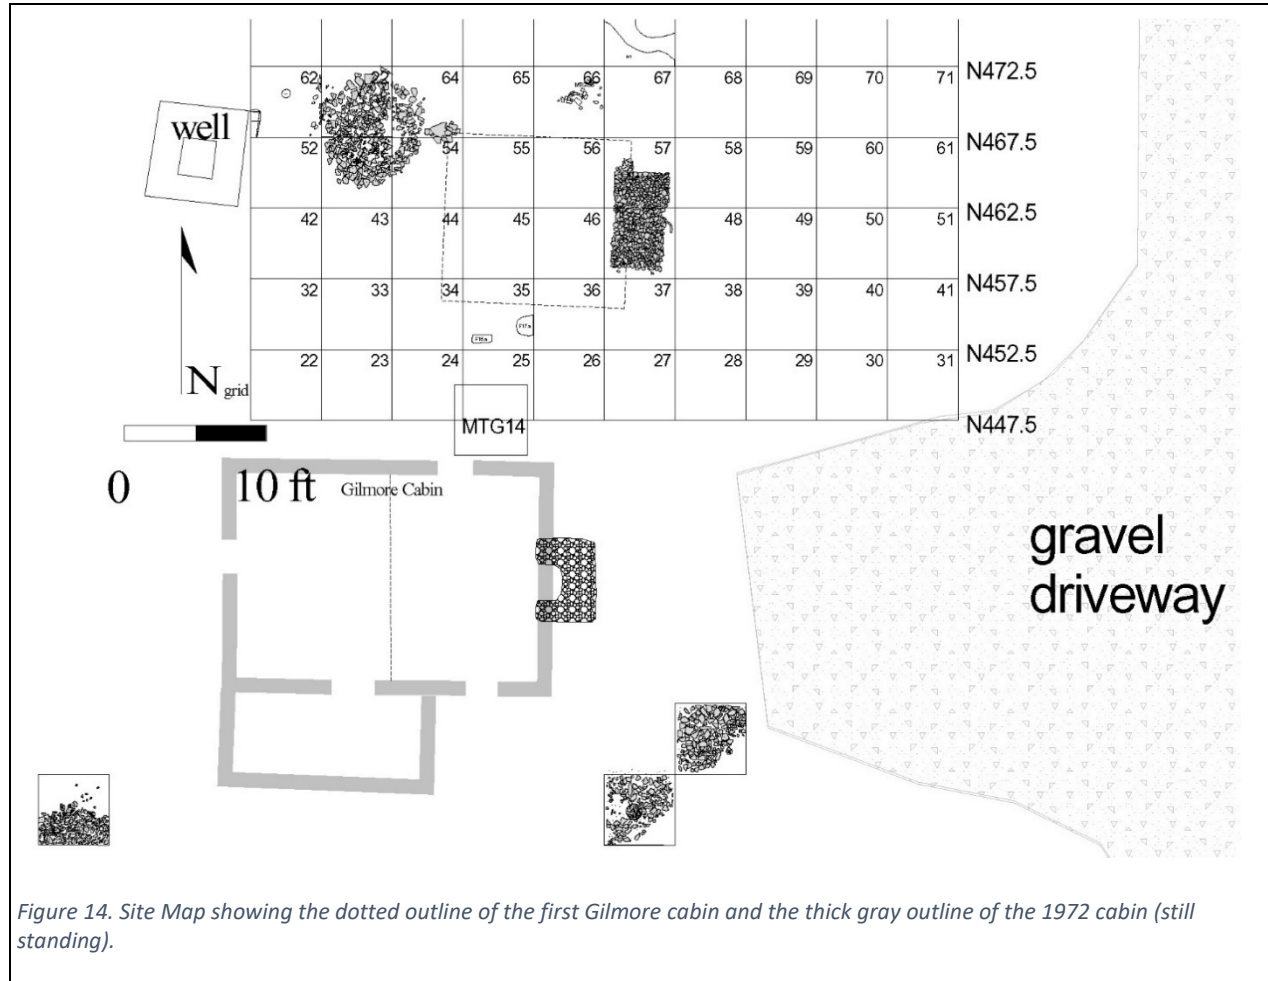 62 64 65 66 67 68 69 70 71 N472.5
well
52 54 55 56 57 58 59 60 61 N467.5
42 43 44 45 46 48 49 50 51 N462.5
32 33 34 35 36 37 38 39 40 41 N457.5
22 23 24 25 26 27 28 29 30 31 N452.5
N grid
MTG14
N447.5
0 10 ft
Gilmore Cabin
gravel
driveway
Figure 14. Site Map showing the dotted outline of the first Gilmore cabin and the thick gray outline of the 1972 cabin (still
standing).